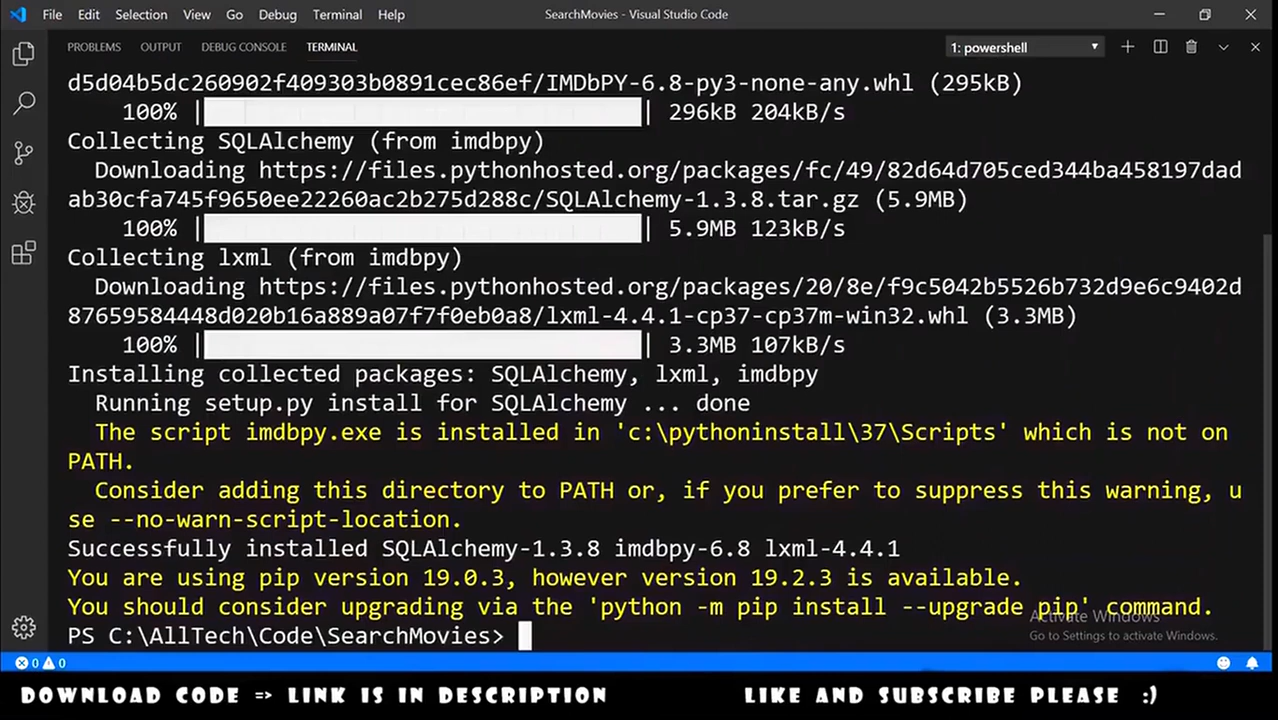 File Edit Selection View Go Debug Terminal Help SearchMovies - Visual Studio Code
PROBLEMS OUTPUT DEBUG CONSOLE TERMINAL 1: powershell
d5d04b5dc260902f409303b0891cec86ef/IMDbPY-6.8-py3-none-any.whl (295kB)
100% | | 296kB 204kB/s
Collecting SQLAlchemy (from imdbpy)
Downloading https://files.pythonhosted.org/packages/fc/49/82d64d705ced344ba458197dad
ab30cfa745f9650ee22260ac2b275d288c/SQLAlchemy-1.3.8.tar.gz (5.9MB)
100% | | 5.9MB 123kB/s
Collecting lxml (from imdbpy)
Downloading https://files.pythonhosted.org/packages/20/8e/f9c5042b5526b732d9e6c9402d
87659584448d020b16a889a07f7f0eb0a8/lxml-4.4.1-cp37-cp37m-win32.whl (3.3MB)
100% | | 3.3MB 107kB/s
Installing collected packages: SQLAlchemy, lxml, imdbpy
Running setup.py install for SQLAlchemy ... done
The script imdbpy.exe is installed in 'c:\pythoninstall\37\Scripts' which is not on
PATH.
Consider adding this directory to PATH or, if you prefer to suppress this warning, u
se --no-warn-script-location.
Successfully installed SQLAlchemy-1.3.8 imdbpy-6.8 lxml-4.4.1
You are using pip version 19.0.3, however version 19.2.3 is available.
You should consider upgrading via the 'python -m pip install --upgrade pip' command.
Activate Windows
PS C:\AllTech\Code\SearchMovies> Go to Settings to activate Windows.
0 0
DOWNLOAD CODE => LINK IS IN DESCRIPTION LIKE AND SUBSCRIBE PLEASE :)